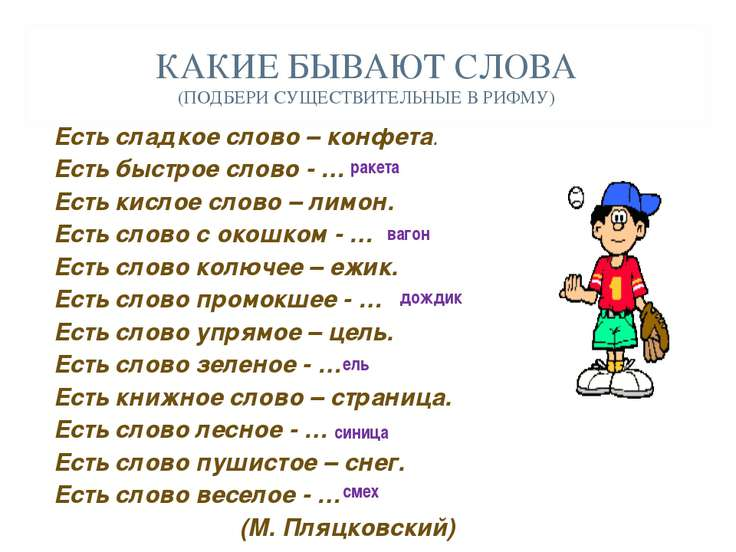 КАКИЕ БЫВАЮТ СЛОВА
(ПОДБЕРИ СУЩЕСТВИТЕЛЬНЫЕ В РИФМУ)
Есть сладкое слово – конфета.
Есть быстрое слово - … ракета
Есть кислое слово – лимон.
Есть слово с окошком - … вагон
Есть слово колючее – ежик.
Есть слово промокшее - … дождик
Есть слово упрямое – цель.
Есть слово зеленое - …ель
Есть книжное слово – страница.
Есть слово лесное - … синица
Есть слово пушистое – снег.
Есть слово веселое - …смех
(М. Пляцковский)
1